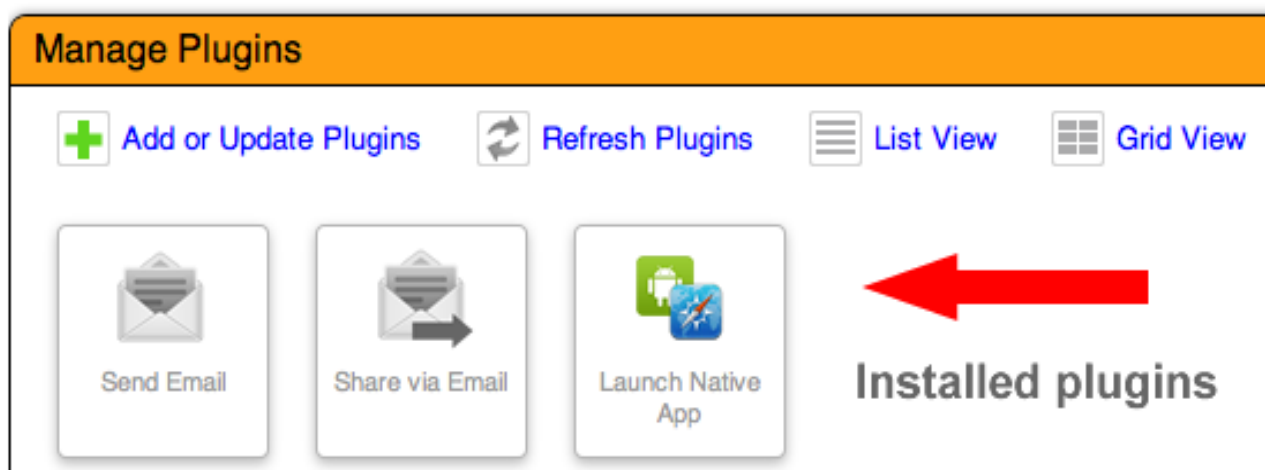 Manage Plugins
Add or Update Plugins Refresh Plugins List View Grid View
Send Email Share via Email Launch Native
App
Installed plugins